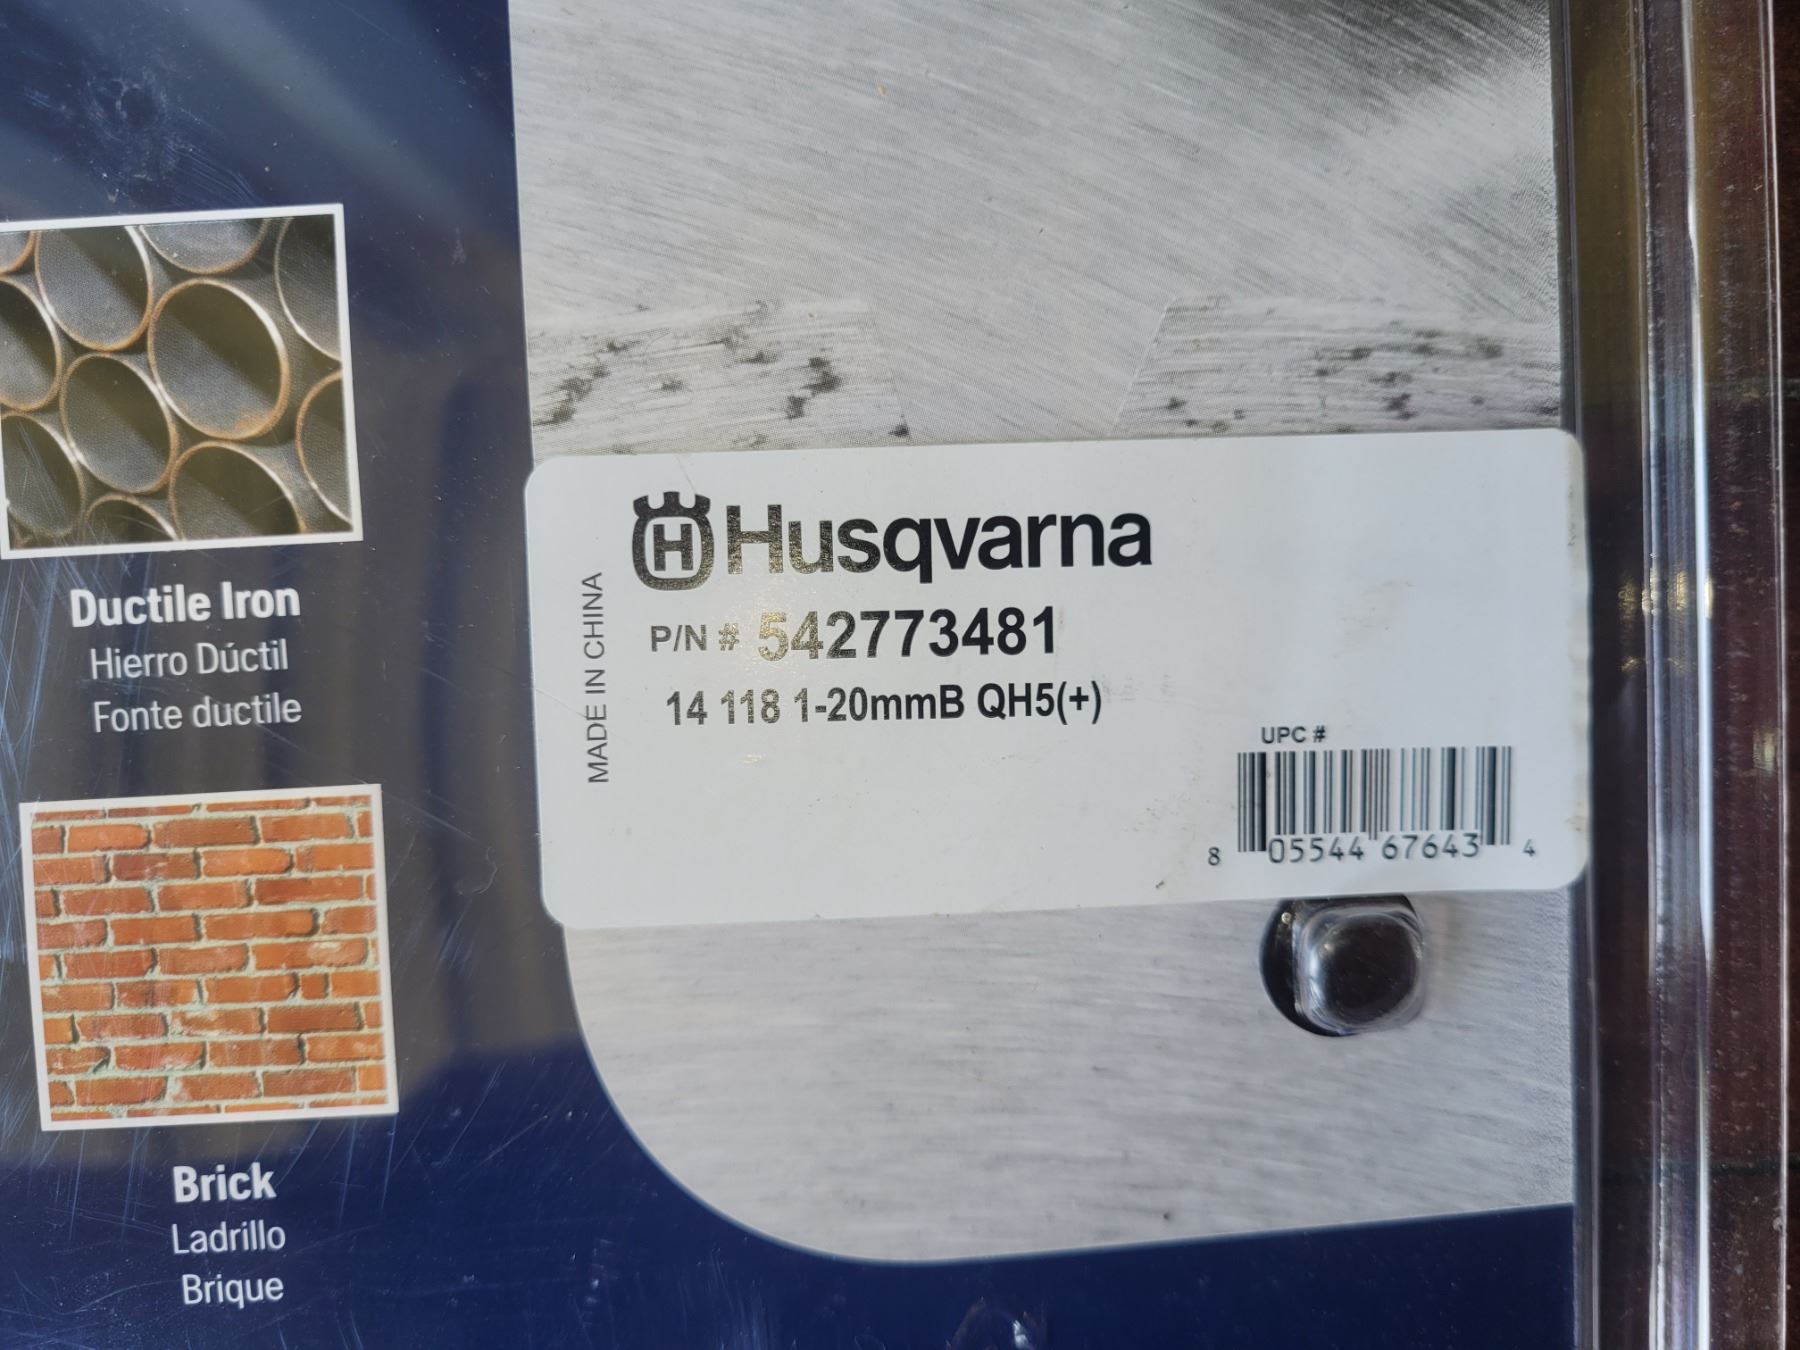 Ductile Iron
Hierro Dúctil
Fonte ductile
Brick
Ladrillo
Brique
MADE IN CHINA
H Husqvarna
P/N # 542773481
14 118 1-20mmB QH5(+)
UPC #
8 05544 67643 4